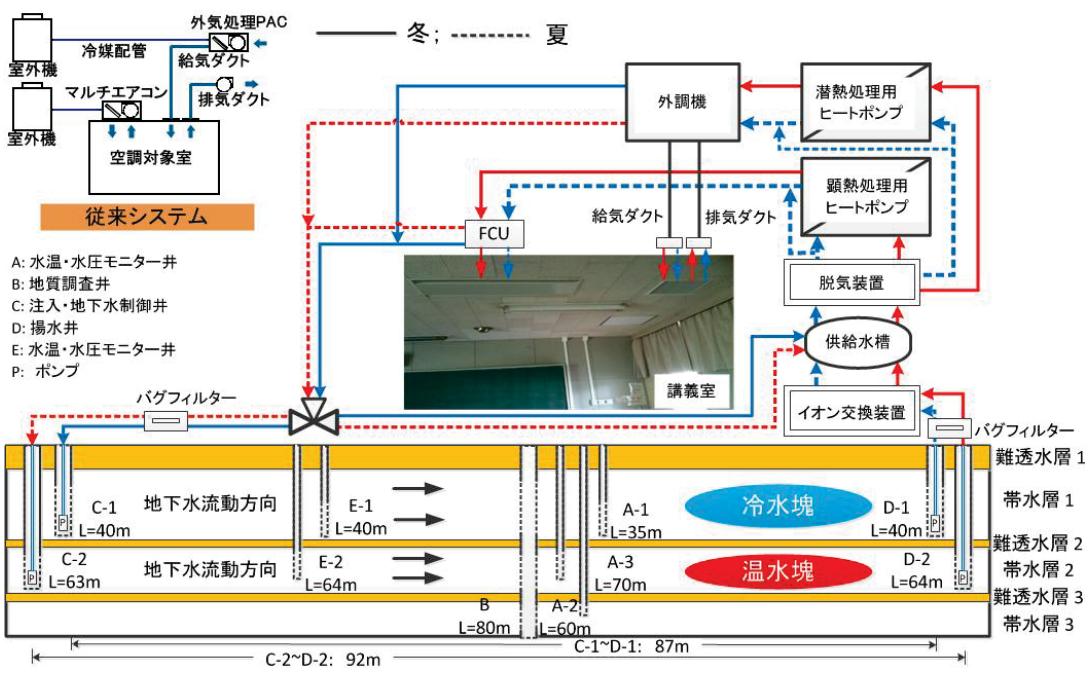 外気処理PAC
冷媒配管
給気ダクト
室外機
マルチエアコン
排気ダクト
室外機
空調対象室
従来システム
冬; 夏
外調機
潜熱処理用
ヒートポンプ
顕熱処理用
ヒートポンプ
給気ダクト
排気ダクト
FCU
脱気装置
供給水槽
講義室
イオン交換装置
A: 水温・水圧モニター井
B: 地質調査井
C: 注入・地下水制御井
D: 揚水井
E: 水温・水圧モニター井
P: ポンプ
バグフィルター
バグフィルター
難透水層 1
C-1
L=40m
地下水流動方向
E-1
L=40m
A-1
L=35m
冷水塊
D-1
L=40m
帯水層 1
P
P
難透水層 2
C-2
L=63m
地下水流動方向
E-2
L=64m
A-3
L=70m
温水塊
D-2
L=64m
帯水層 2
P
P
難透水層 3
B
L=80m
A-2
L=60m
帯水層 3
C-1~D-1: 87m
C-2~D-2: 92m